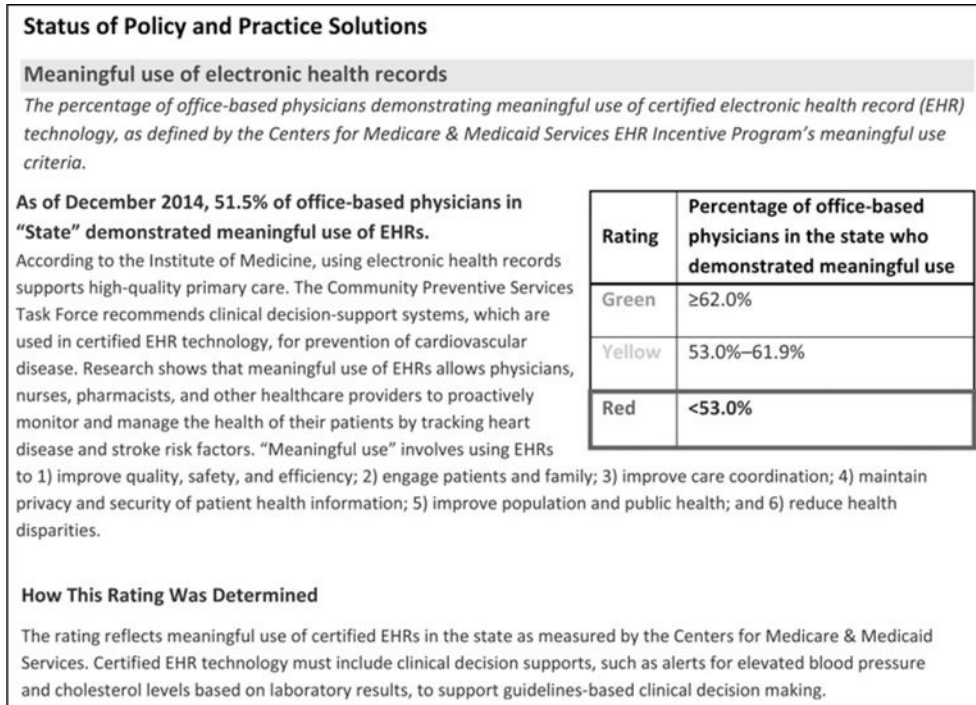 Status of Policy and Practice Solutions
Meaningful use of electronic health records
The percentage of office-based physicians demonstrating meaningful use of certified electronic health record (EHR)
technology, as defined by the Centers for Medicare & Medicaid Services EHR Incentive Program's meaningful use
criteria.
As of December 2014, 51.5% of office-based physicians in
“State” demonstrated meaningful use of EHRs.
According to the Institute of Medicine, using electronic health records
supports high-quality primary care. The Community Preventive Services
Task Force recommends clinical decision-support systems, which are
used in certified EHR technology, for prevention of cardiovascular
disease. Research shows that meaningful use of EHRs allows physicians,
nurses, pharmacists, and other healthcare providers to proactively
monitor and manage the health of their patients by tracking heart
disease and stroke risk factors. “Meaningful use” involves using EHRs
to 1) improve quality, safety, and efficiency; 2) engage patients and family; 3) improve care coordination; 4) maintain
privacy and security of patient health information; 5) improve population and public health; and 6) reduce health
disparities.
Rating
Percentage of office-based
physicians in the state who
demonstrated meaningful use
Green ≥62.0%
Yellow 53.0%–61.9%
Red <53.0%
How This Rating Was Determined
The rating reflects meaningful use of certified EHRs in the state as measured by the Centers for Medicare & Medicaid
Services. Certified EHR technology must include clinical decision supports, such as alerts for elevated blood pressure
and cholesterol levels based on laboratory results, to support guidelines-based clinical decision making.